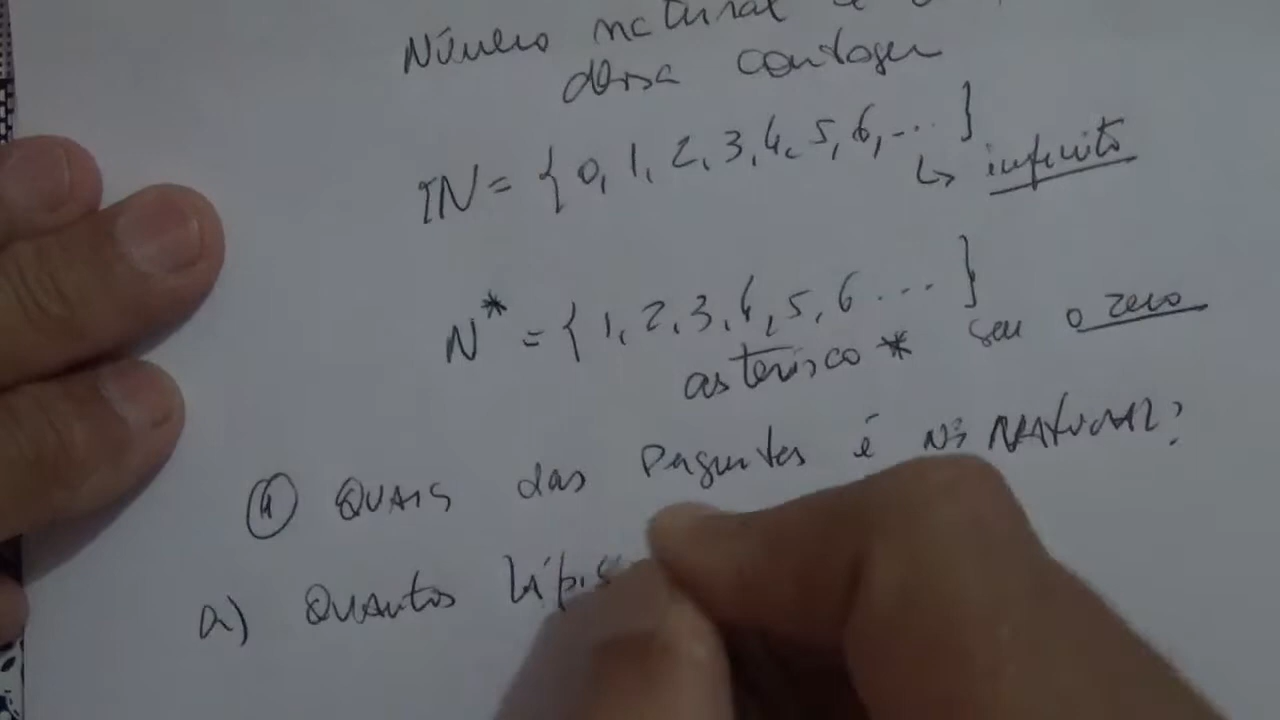 Número natural é
dessa contagem
IN = { 0, 1, 2, 3, 4, 5, 6, ... }
↳ infinito
N* = { 1, 2, 3, 4, 5, 6 ... }
asterisco * sem o zero
① QUAIS das Perguntas é Nº NATURAL?
a) Quantos lápis